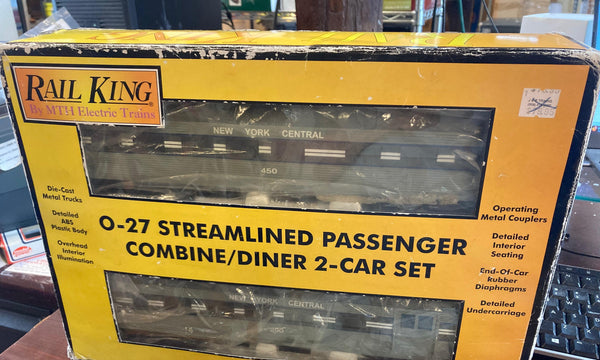 RAIL KING
By MTH Electric Trains
NEW YORK CENTRAL
450
Die-Cast
Metal Trucks
Detailed
ABS
Plastic Body
Overhead
Interior
Illumination
O-27 STREAMLINED PASSENGER
COMBINE/DINER 2-CAR SET
Operating
Metal Couplers
Detailed
Interior
Seating
End-Of-Car
Rubber
Diaphragms
Detailed
Undercarriage
NEW YORK CENTRAL
15